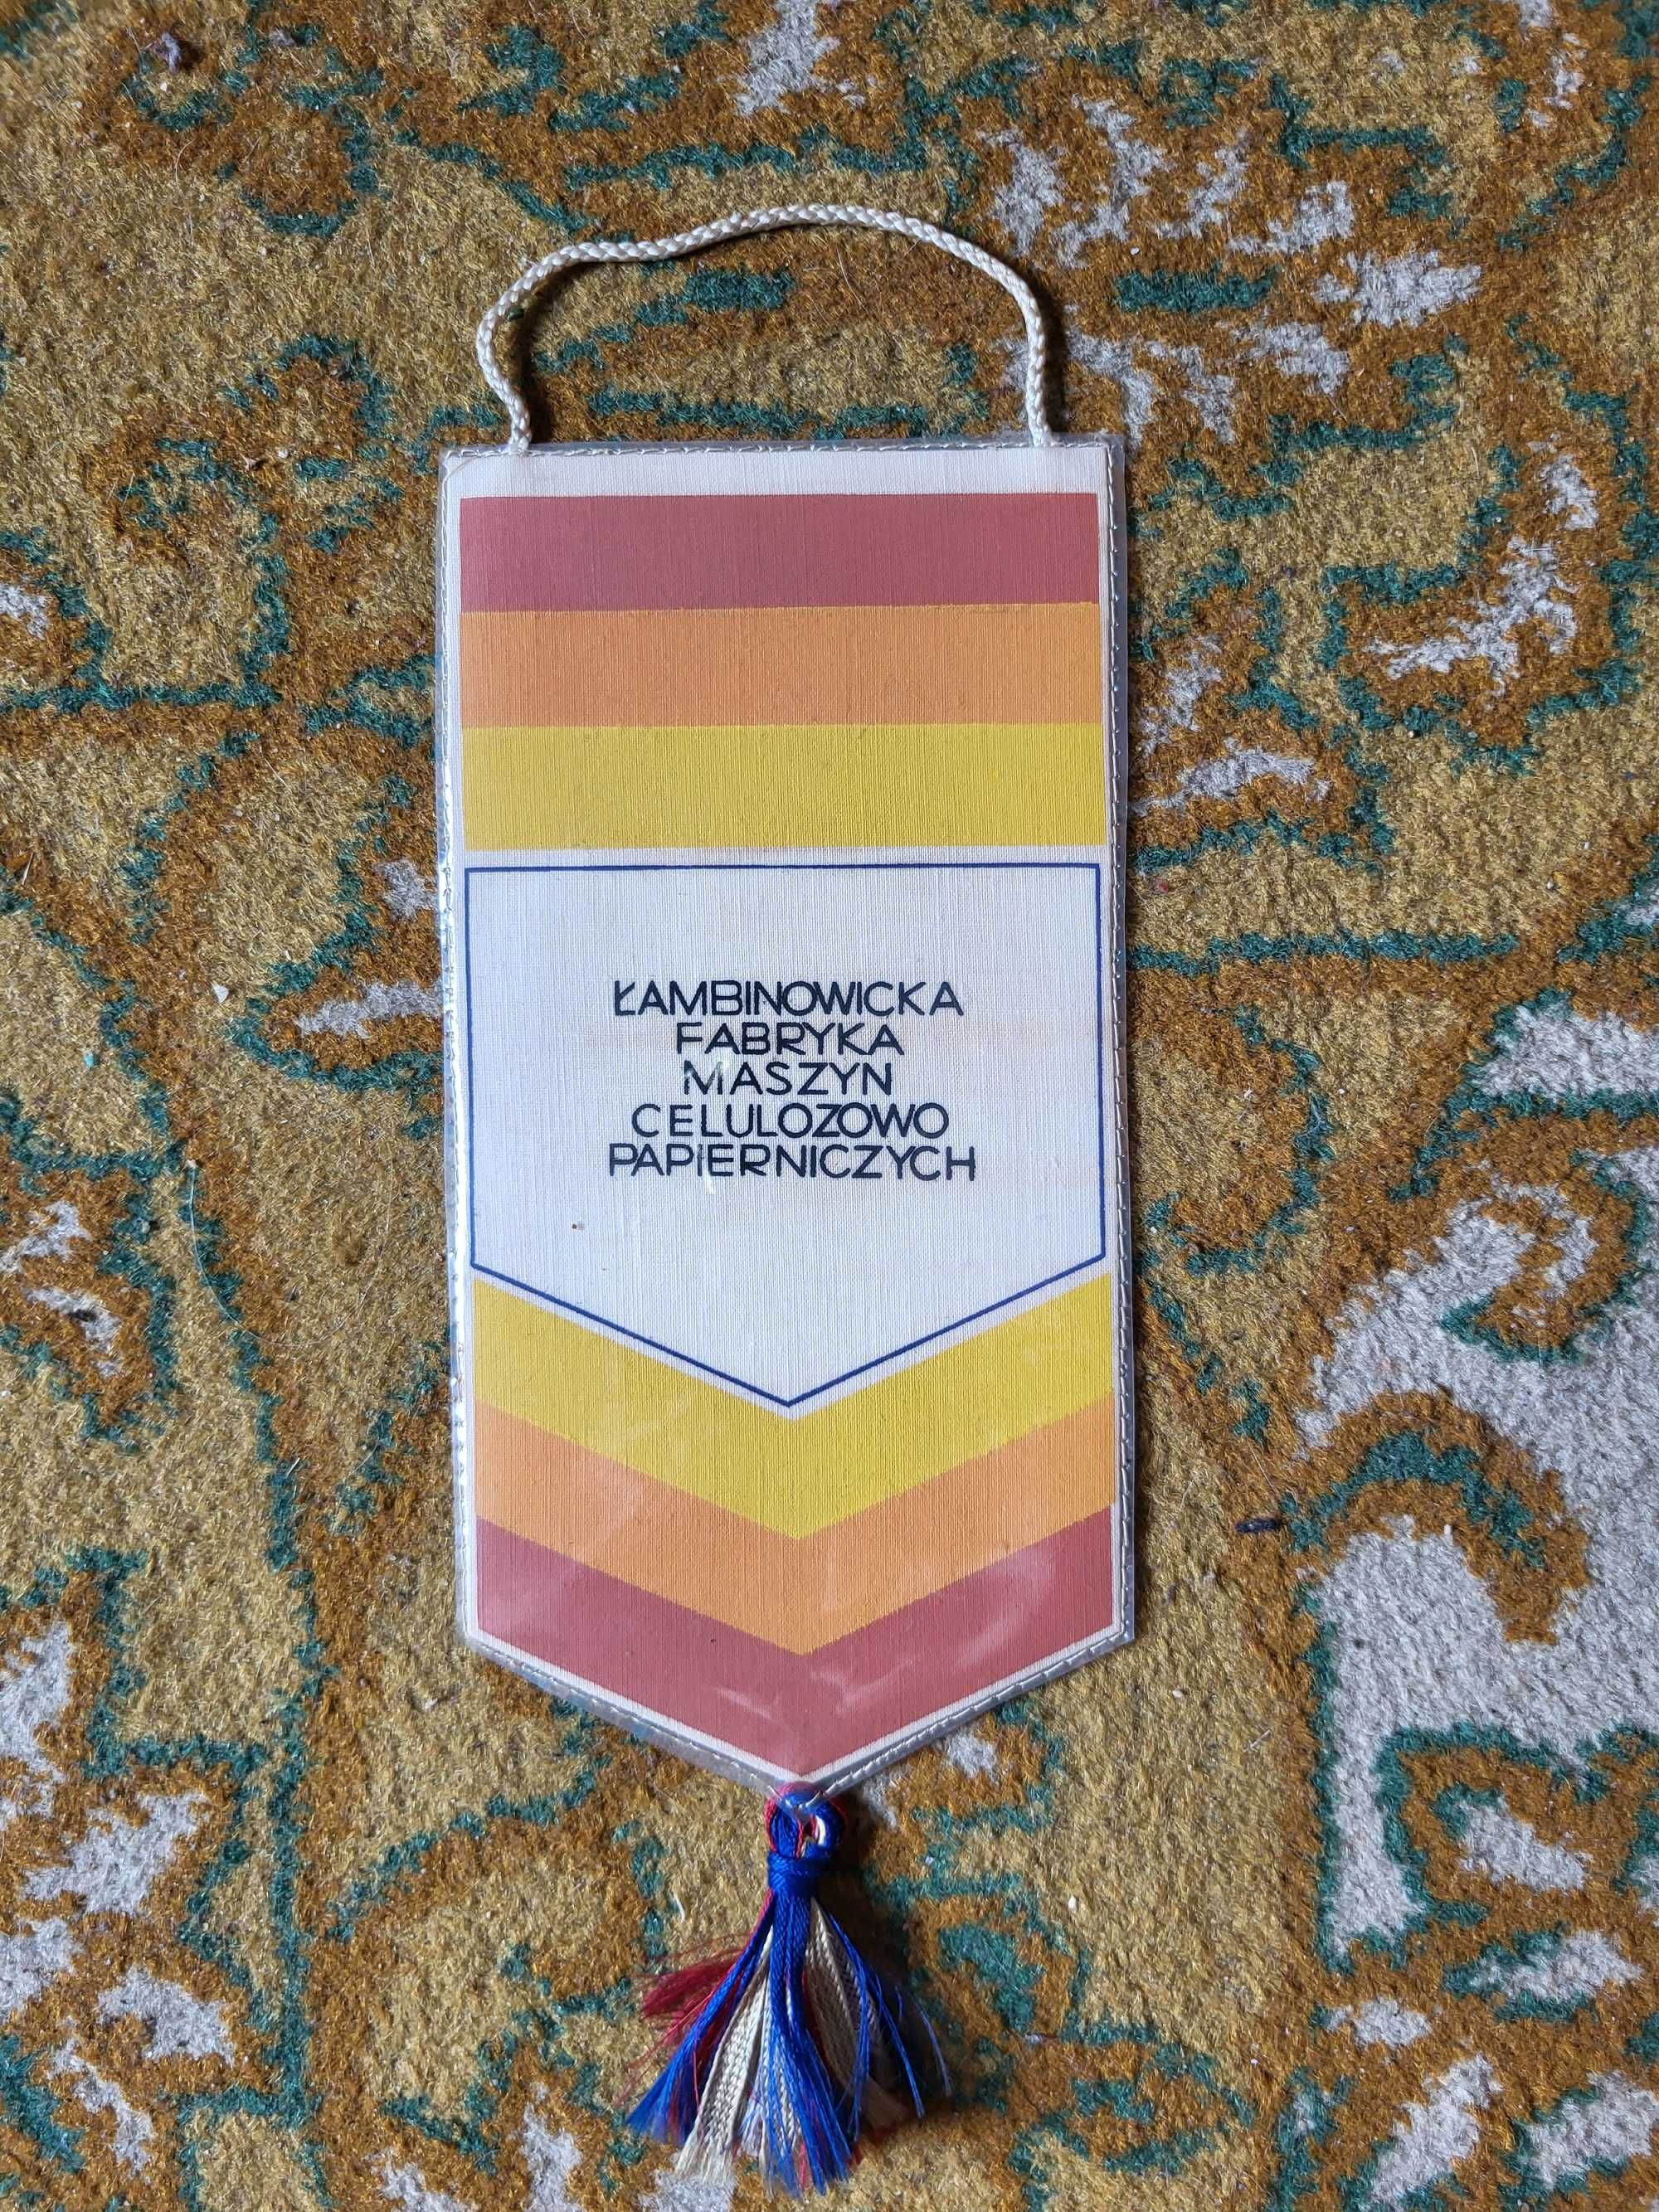 ŁAMBINOWICKA
FABRYKA
MASZYN
CELULOZOWO
PAPIERNICZYCH